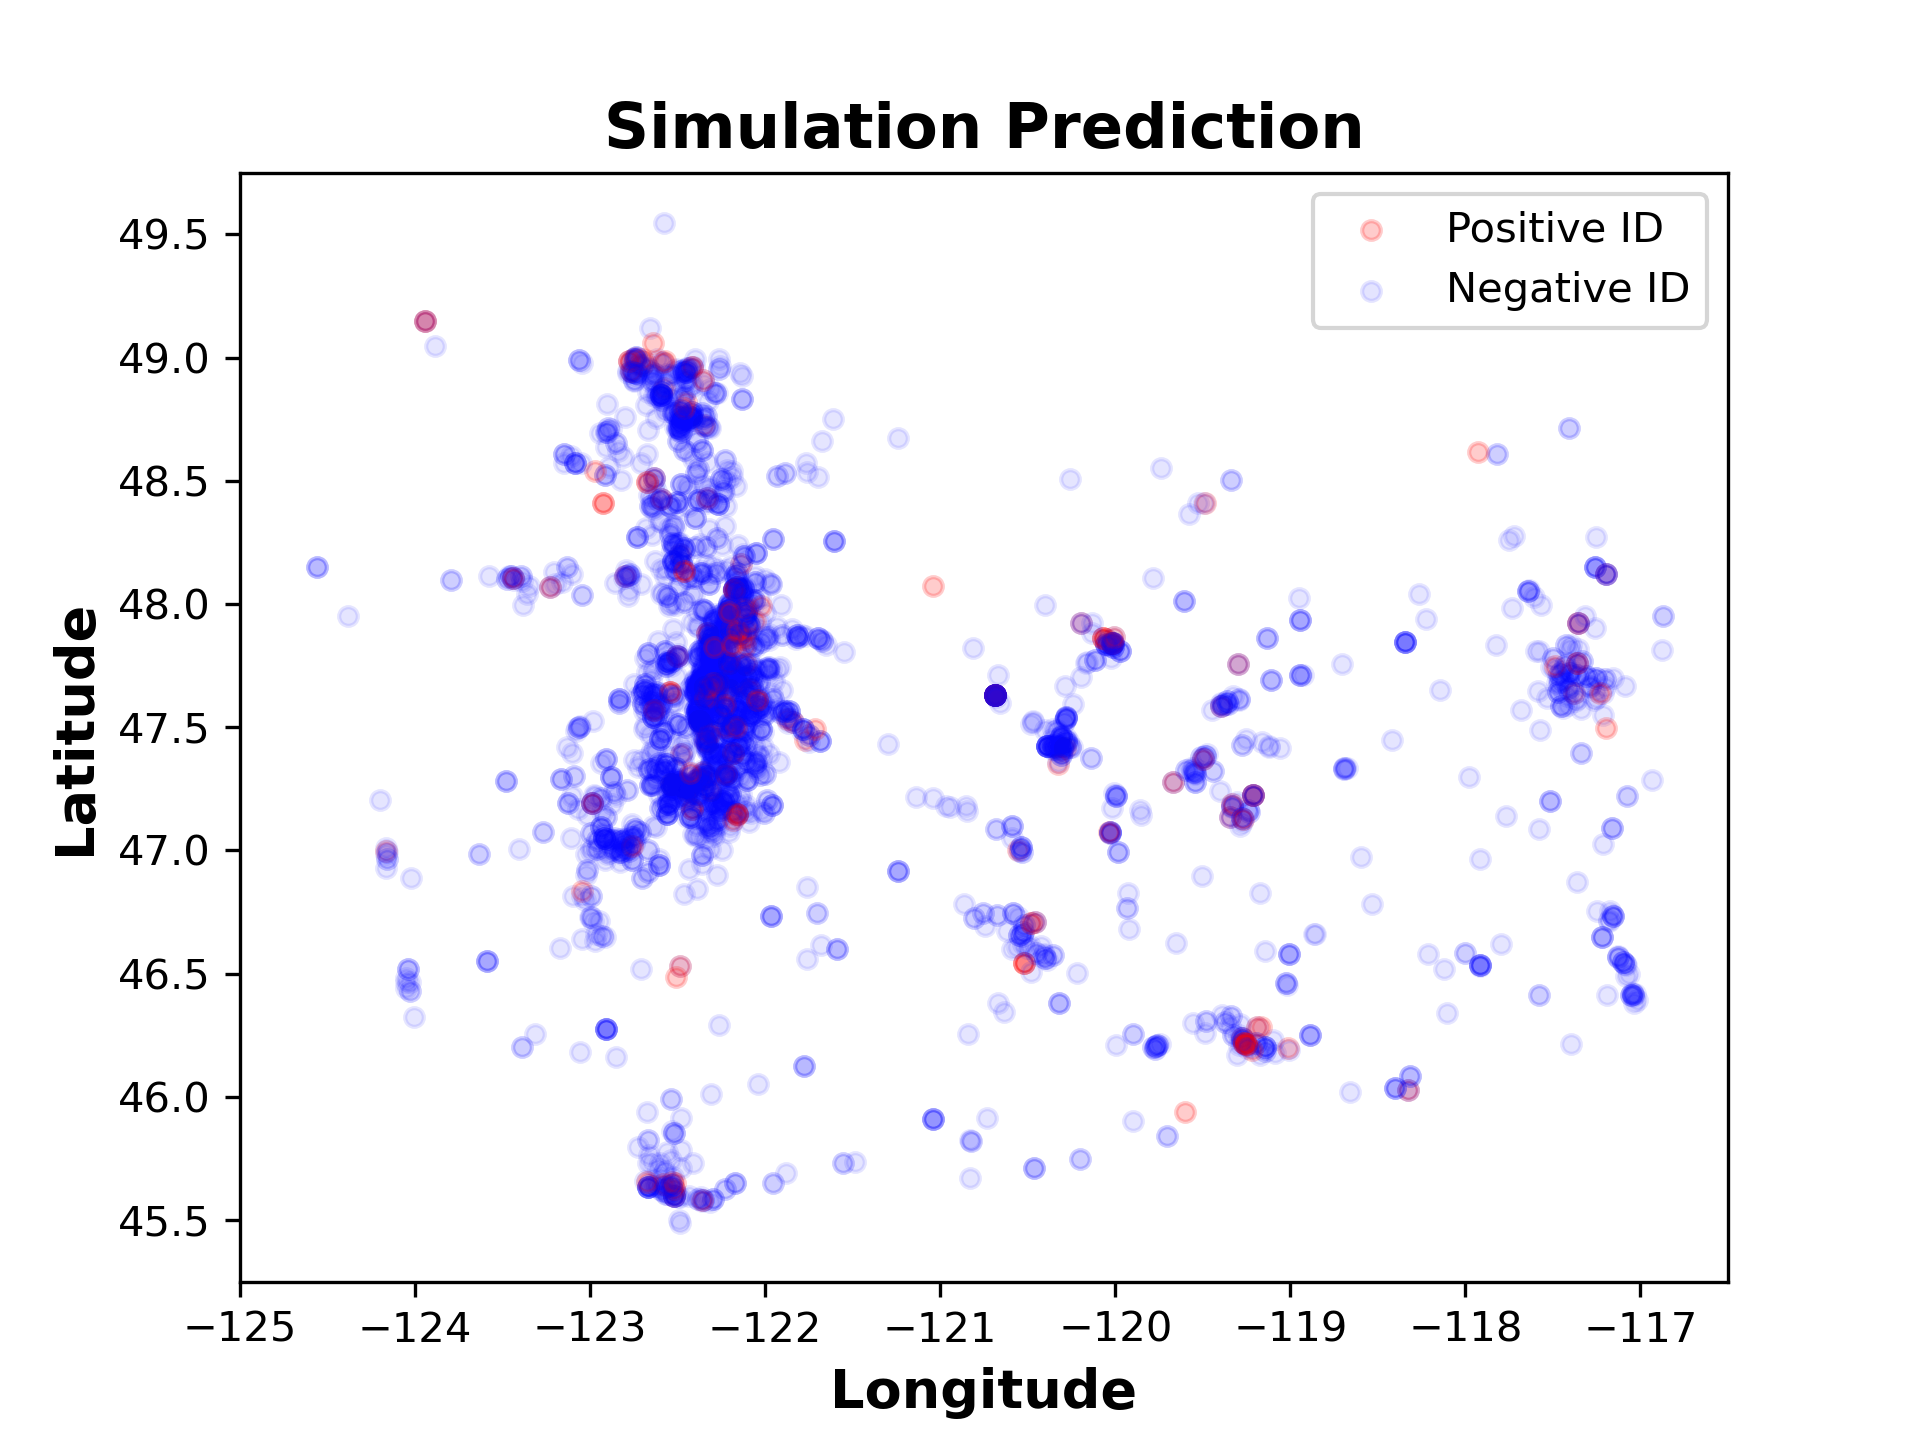 Simulation Prediction
Positive ID
Negative ID
49.5
49.0
48.5
48.0
47.5
47.0
46.5
46.0
45.5
Latitude
−125 −124 −123 −122 −121 −120 −119 −118 −117
Longitude